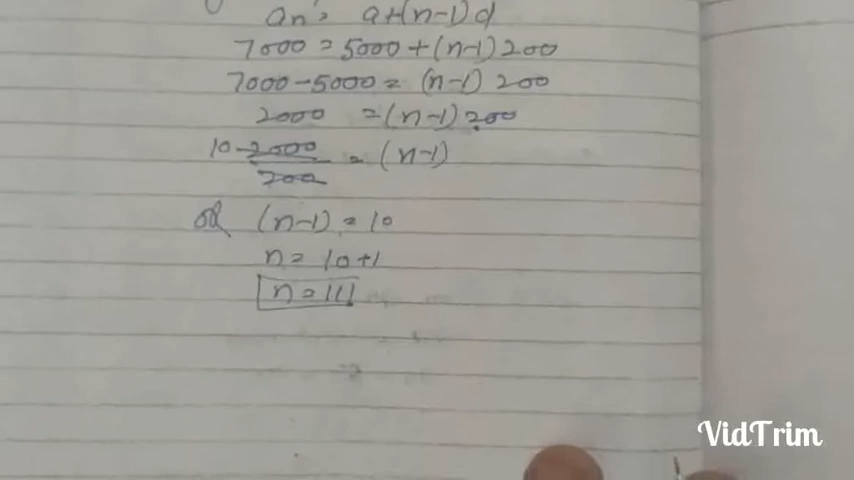 an = a+(n-1)d
7000 = 5000 + (n-1) 200
7000-5000 = (n-1) 200
2000 = (n-1) 200
10 2000/200 = (n-1)
or (n-1) = 10
n = 10+1
n = 11
VidTrim